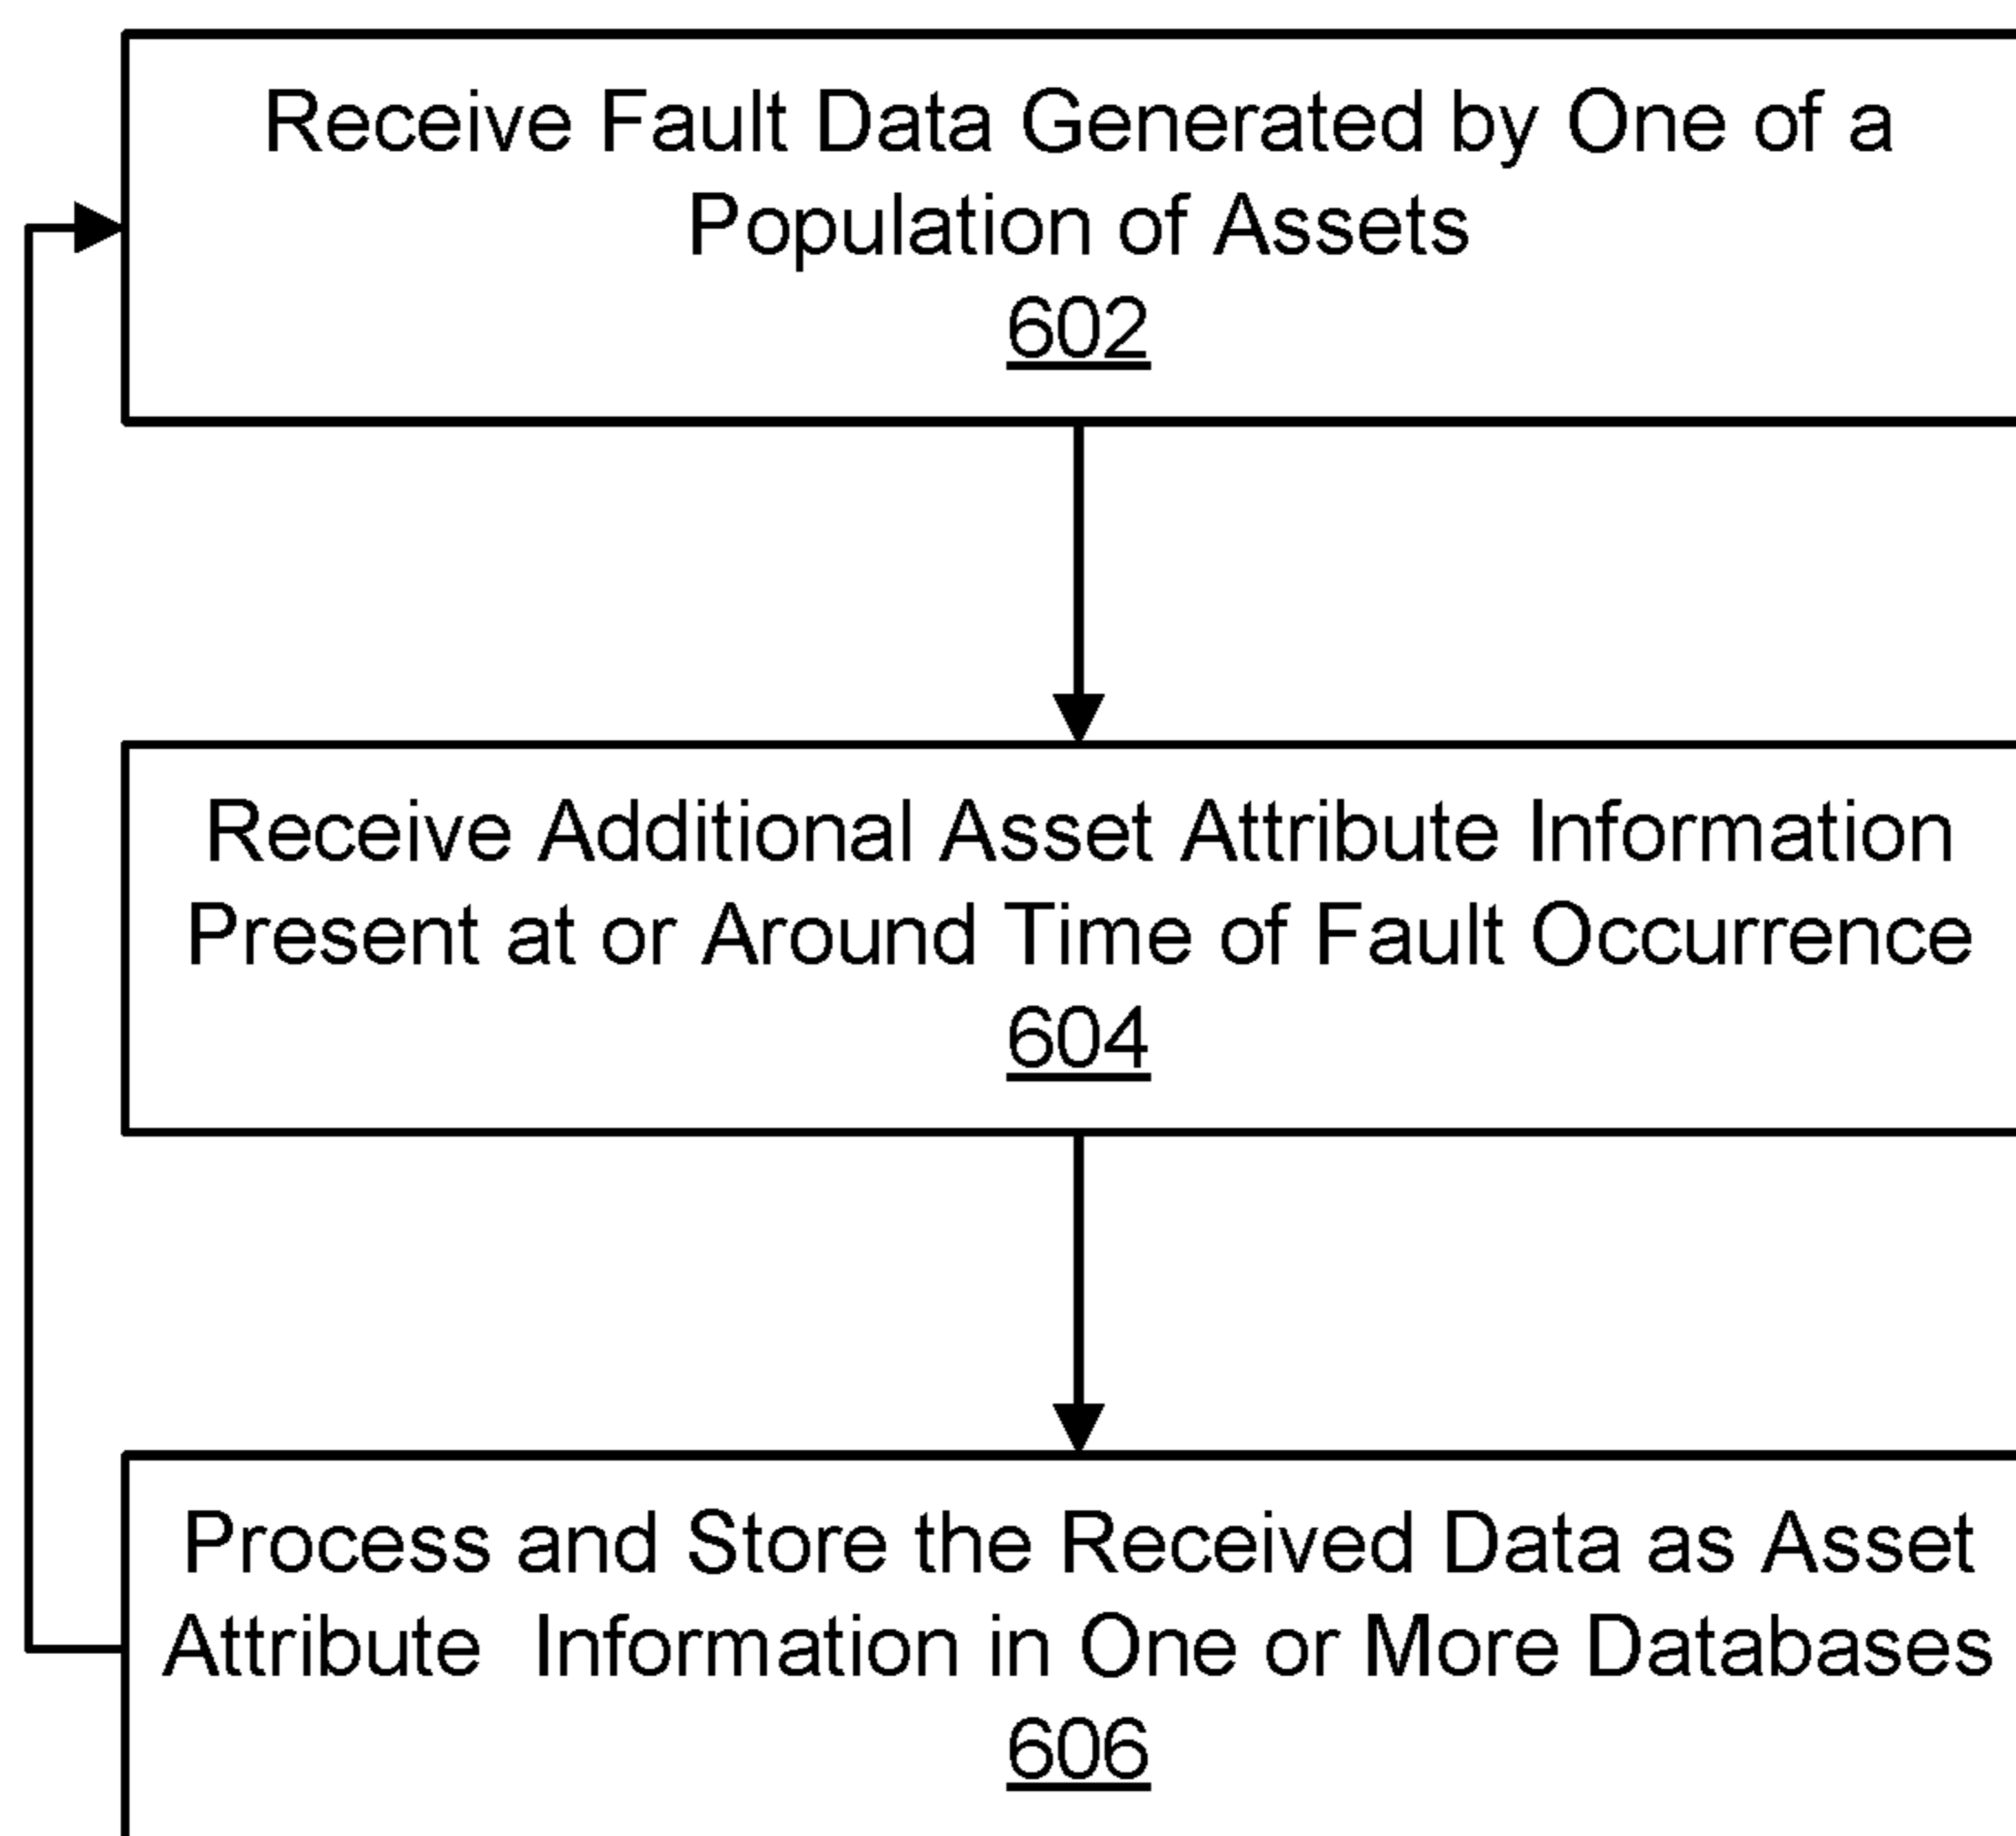 Receive Fault Data Generated by One of a
Population of Assets
602
Receive Additional Asset Attribute Information
Present at or Around Time of Fault Occurrence
604
Process and Store the Received Data as Asset
Attribute  Information in One or More Databases
606